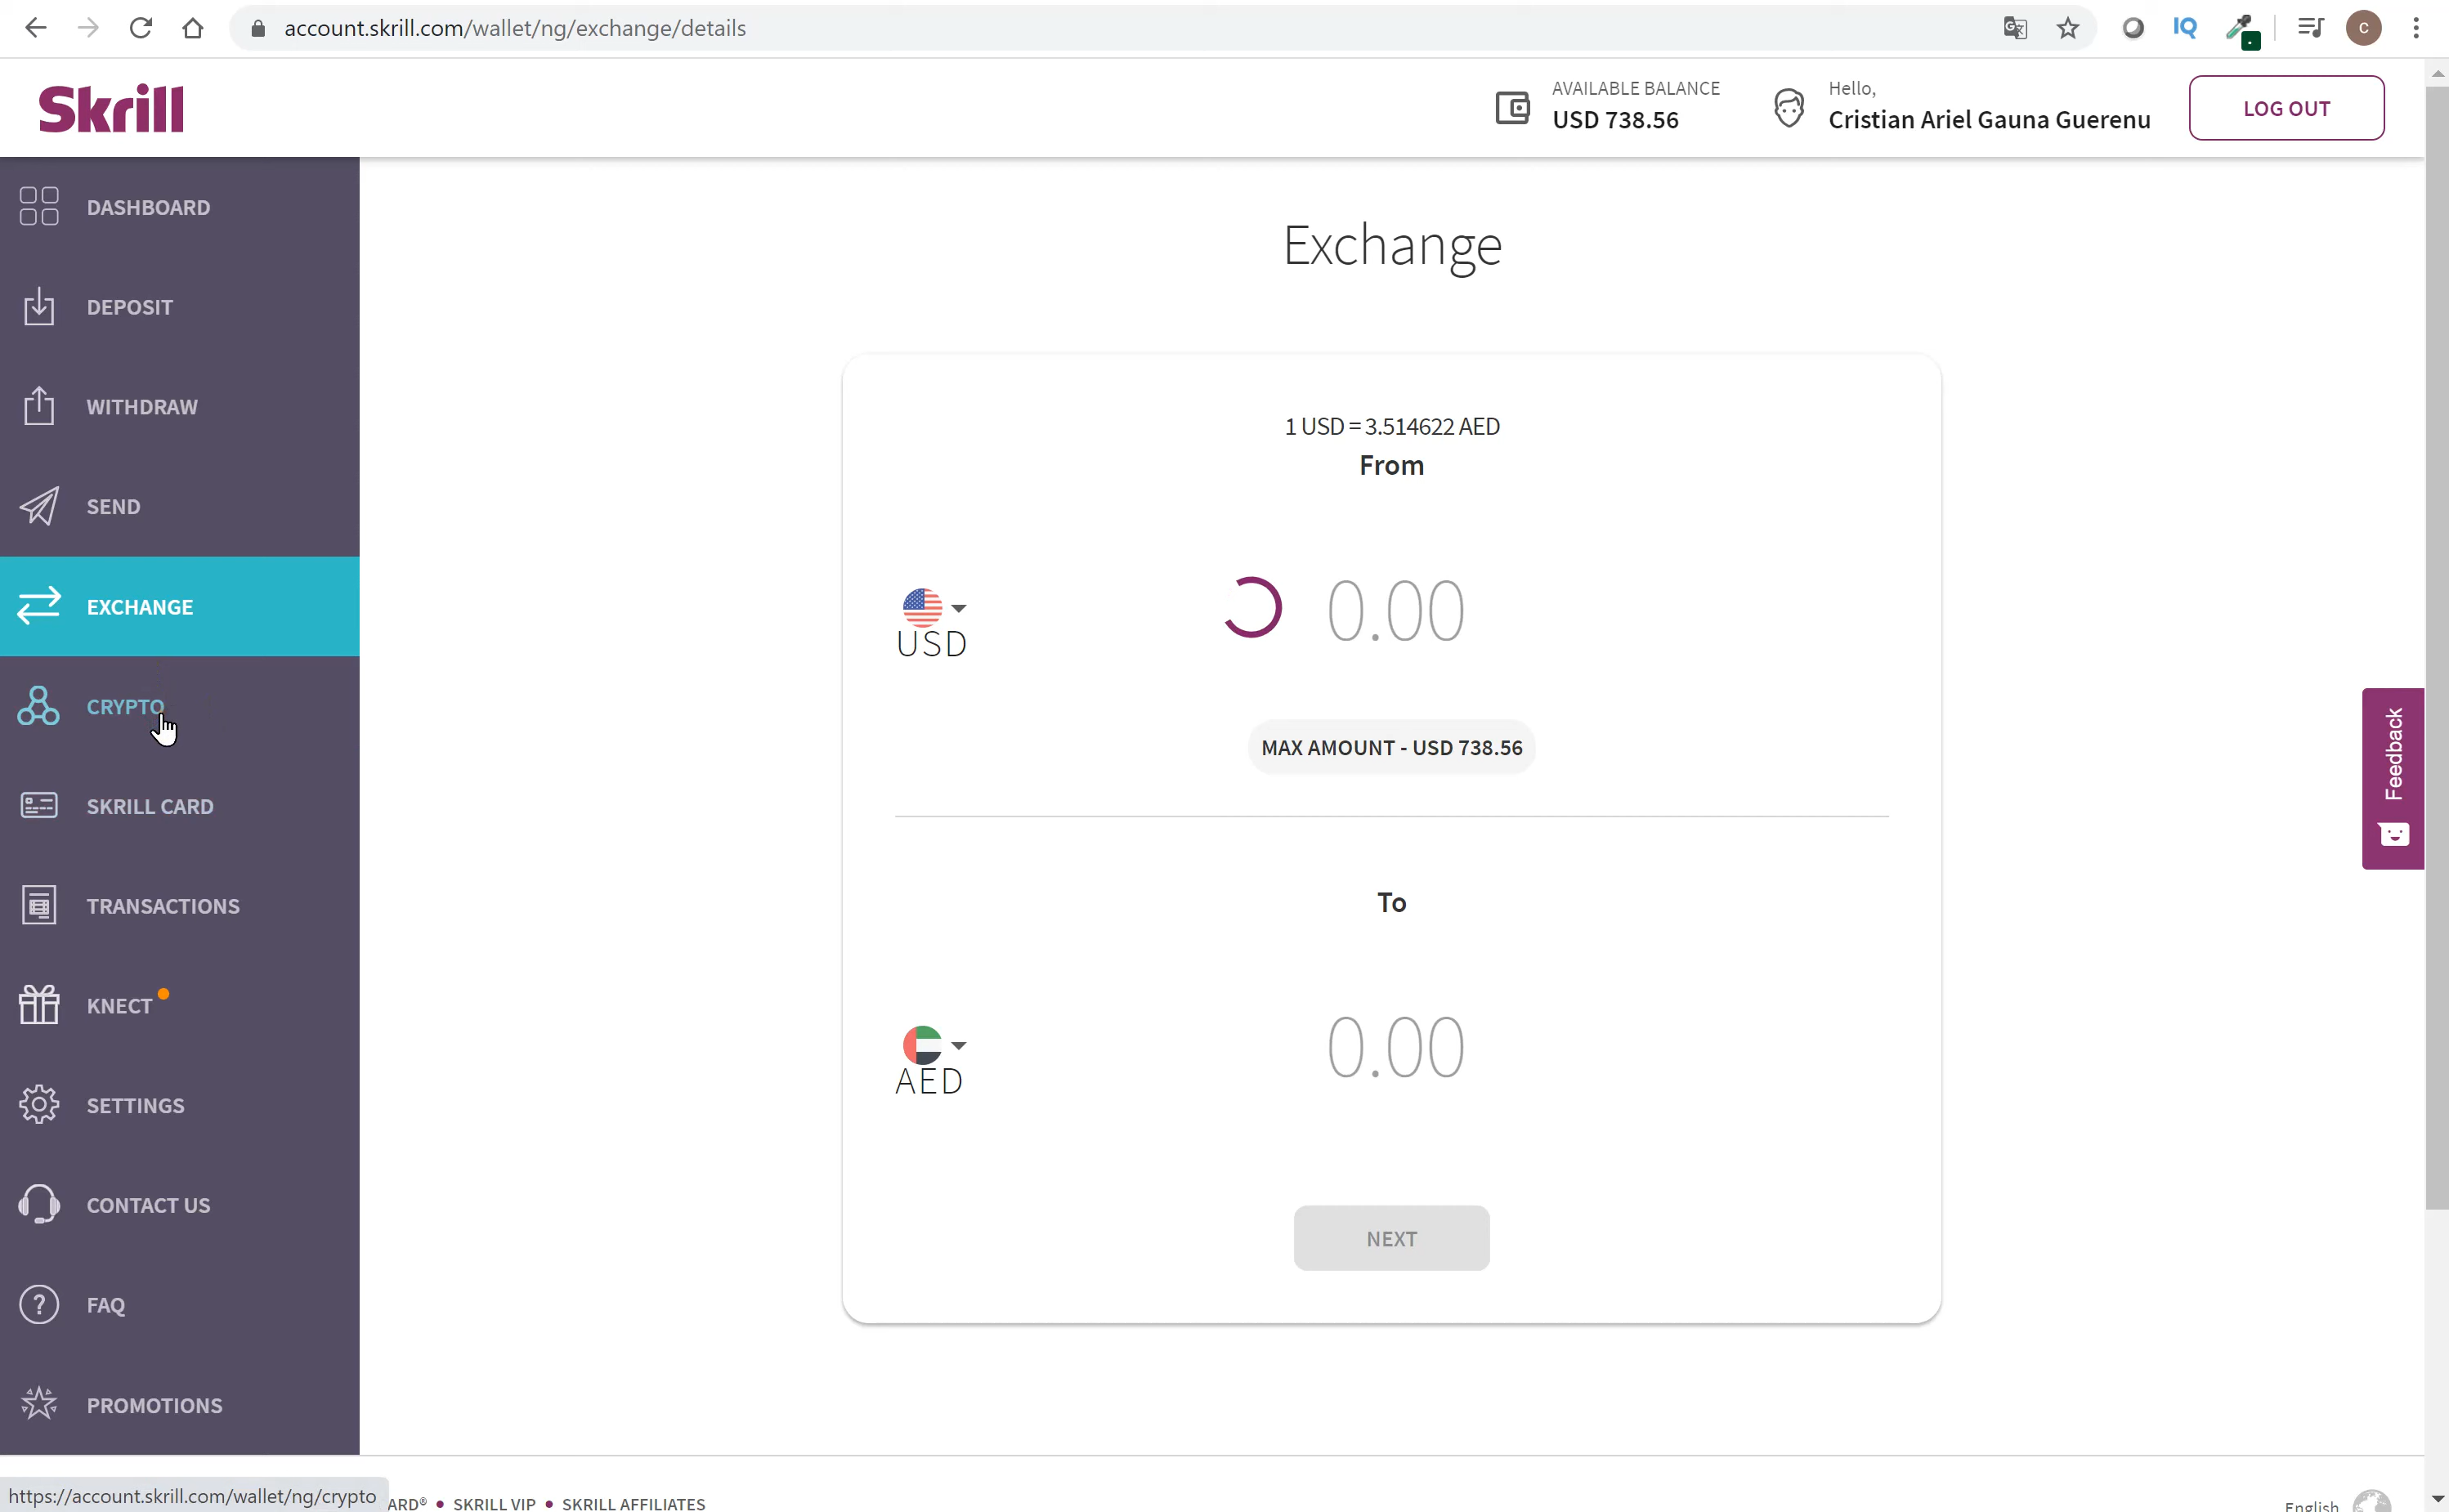 account.skrill.com/wallet/ng/exchange/details
IQ
C
Skrill
AVAILABLE BALANCE
USD 738.56
Hello,
Cristian Ariel Gauna Guerenu
LOG OUT
DASHBOARD
DEPOSIT
WITHDRAW
SEND
EXCHANGE
CRYPTO
SKRILL CARD
TRANSACTIONS
KNECT
SETTINGS
CONTACT US
FAQ
PROMOTIONS
Exchange
1 USD = 3.514622 AED
From
USD
0.00
MAX AMOUNT - USD 738.56
To
AED
0.00
NEXT
Feedback
https://account.skrill.com/wallet/ng/crypto
ARD® • SKRILL VIP • SKRILL AFFILIATES
English